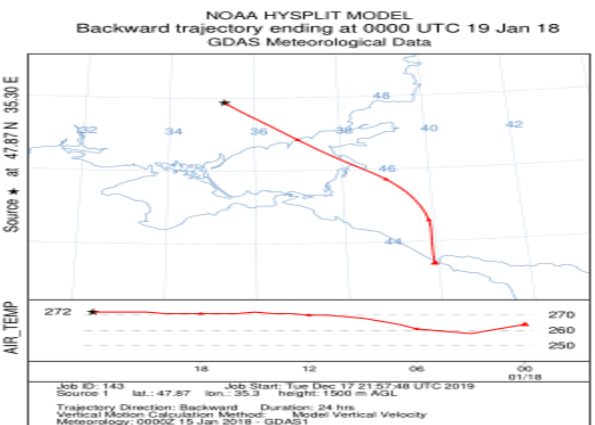 NOAA HYSPLIT MODEL
Backward trajectory ending at 0000 UTC 19 Jan 18
GDAS Meteorological Data
Source ★ at 47.87 N 35.30 E
48
32 34 36 38 40 42
46
44
AIR_TEMP
272
270
260
250
18 12 06 00
01/18
Job ID: 143 Job Start: Tue Dec 17 21:57:48 UTC 2019
Source 1 lat.: 47.87 lon.: 35.3 height: 1500 m AGL
Trajectory Direction: Backward Duration: 24 hrs
Vertical Motion Calculation Method: Model Vertical Velocity
Meteorology: 0000Z 15 Jan 2018 - GDAS1